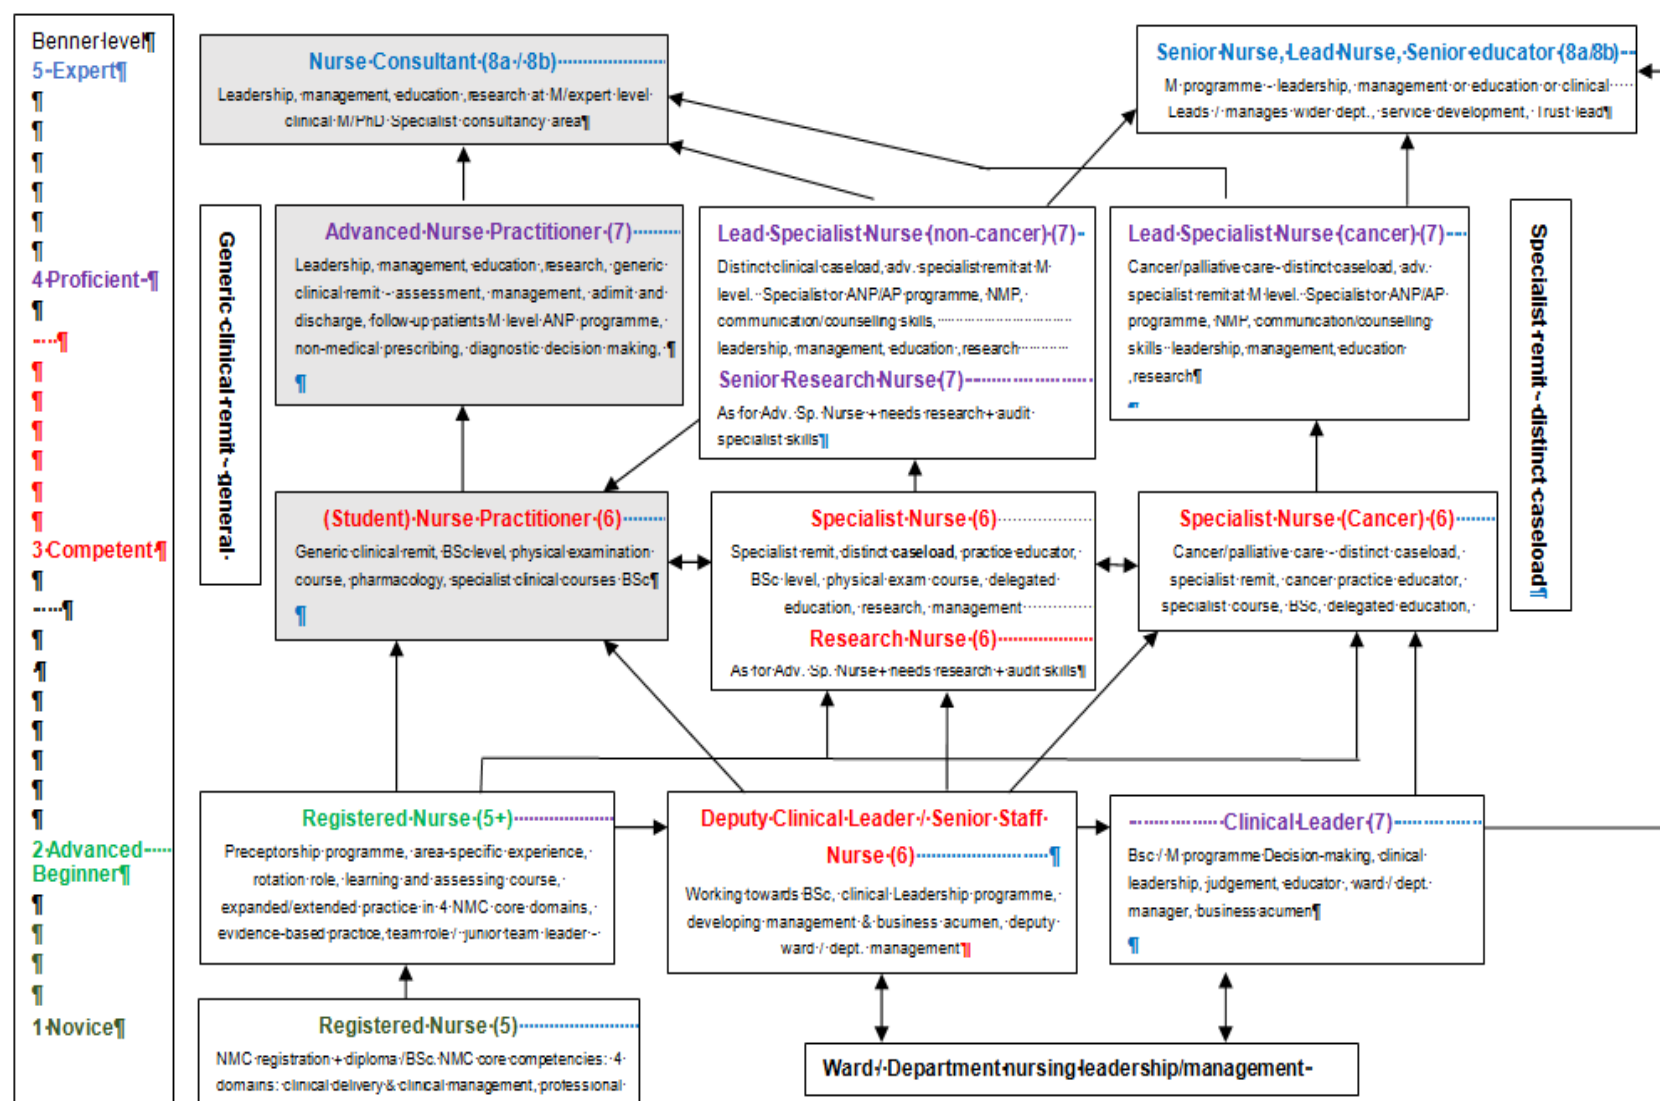 Benner level¶
5-Expert¶
4 Proficient-¶
3 Competent¶
2 Advanced
Beginner¶
1 Novice¶
Nurse Consultant (8a / 8b)
Leadership, management, education ,research at M/expert level
clinical M/PhD Specialist consultancy area¶
Senior Nurse, Lead Nurse, Senior educator (8a/8b)
M programme - leadership, management or education or clinical
Leads / manages wider dept., service development, Trust lead¶
Generic clinical remit ~ general
Advanced Nurse Practitioner (7)
Leadership, management, education ,research, generic
clinical remit - assessment, management, adimit and
discharge, follow-up patients M level ANP programme,
non-medical prescribing, diagnostic decision making, ¶
¶
Lead Specialist Nurse (non-cancer) (7)
Distinct clinical caseload, adv. specialist remit at M
level. Specialist or ANP/AP programme, NMP,
communication/counselling skills,
leadership, management, education ,research
Senior Research Nurse (7)
As for Adv. Sp. Nurse + needs research + audit
specialist skills¶
Lead Specialist Nurse (cancer) (7)
Cancer/palliative care - distinct caseload, adv.
specialist remit at M level. Specialist or ANP/AP
programme, NMP, communication/counselling
skills leadership, management, education
,research¶
Specialist remit ~ distinct caseload¶
(Student) Nurse Practitioner (6)
Generic clinical remit, BSc level, physical examination
course, pharmacology, specialist clinical courses BSc¶
¶
Specialist Nurse (6)
Specialist remit, distinct caseload, practice educator,
BSc level, physical exam course, delegated
education, research, management
Research Nurse (6)
As for Adv. Sp. Nurse + needs research + audit skills¶
Specialist Nurse (Cancer) (6)
Cancer/palliative care - distinct caseload,
specialist remit, cancer practice educator,
specialist course, BSc, delegated education,
Registered Nurse (5+)
Preceptorship programme, area-specific experience,
rotation role, learning and assessing course,
expanded/extended practice in 4 NMC core domains,
evidence-based practice, team role / junior team leader -
Deputy Clinical Leader / Senior Staff
Nurse (6) ¶
Working towards BSc, clinical Leadership programme,
developing management & business acumen, deputy
ward / dept. management¶
Clinical Leader (7)
Bsc / M programme Decision-making, clinical
leadership, judgement, educator, ward / dept.
manager, business acumen¶
¶
Registered Nurse (5)
NMC registration + diploma /BSc. NMC core competencies: 4
domains: clinical delivery & clinical management, professional
Ward / Department nursing leadership/management -